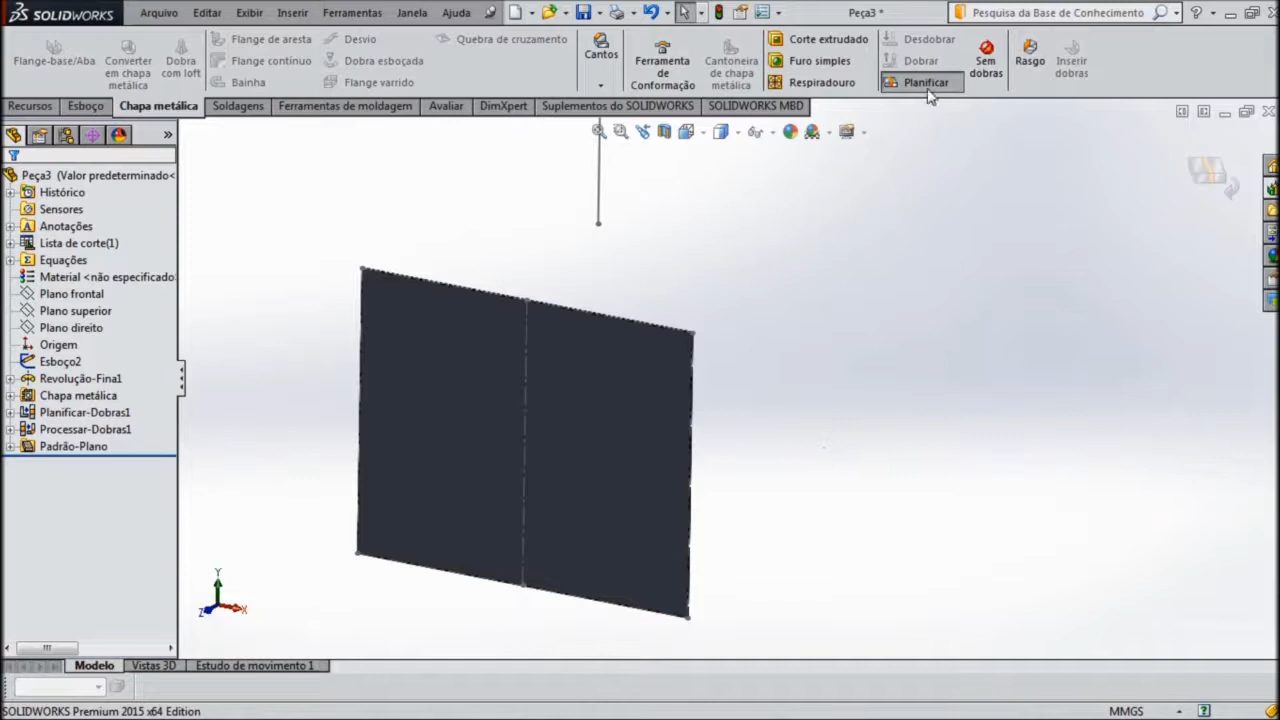 SOLIDWORKS
Arquivo Editar Exibir Inserir Ferramentas Janela Ajuda
Peça3 *
Pesquisa da Base de Conhecimento
Flange-base/Aba
Converter em chapa metálica
Dobra com loft
Flange de aresta
Flange contínuo
Bainha
Desvio
Dobra esboçada
Flange varrido
Quebra de cruzamento
Cantos
Ferramenta de Conformação
Cantoneira de chapa metálica
Corte extrudado
Furo simples
Respiradouro
Desdobrar
Dobrar
Planificar
Sem dobras
Rasgo
Inserir dobras
Recursos Esboço Chapa metálica Soldagens Ferramentas de moldagem Avaliar DimXpert Suplementos do SOLIDWORKS SOLIDWORKS MBD
Peça3 (Valor predeterminado<
Histórico
Sensores
Anotações
Lista de corte(1)
Equações
Material <não especificado
Plano frontal
Plano superior
Plano direito
Origem
Esboço2
Revolução-Fina1
Chapa metálica
Planificar-Dobras1
Processar-Dobras1
Padrão-Plano
Y
Z X
Modelo Vistas 3D Estudo de movimento 1
SOLIDWORKS Premium 2015 x64 Edition
MMGS